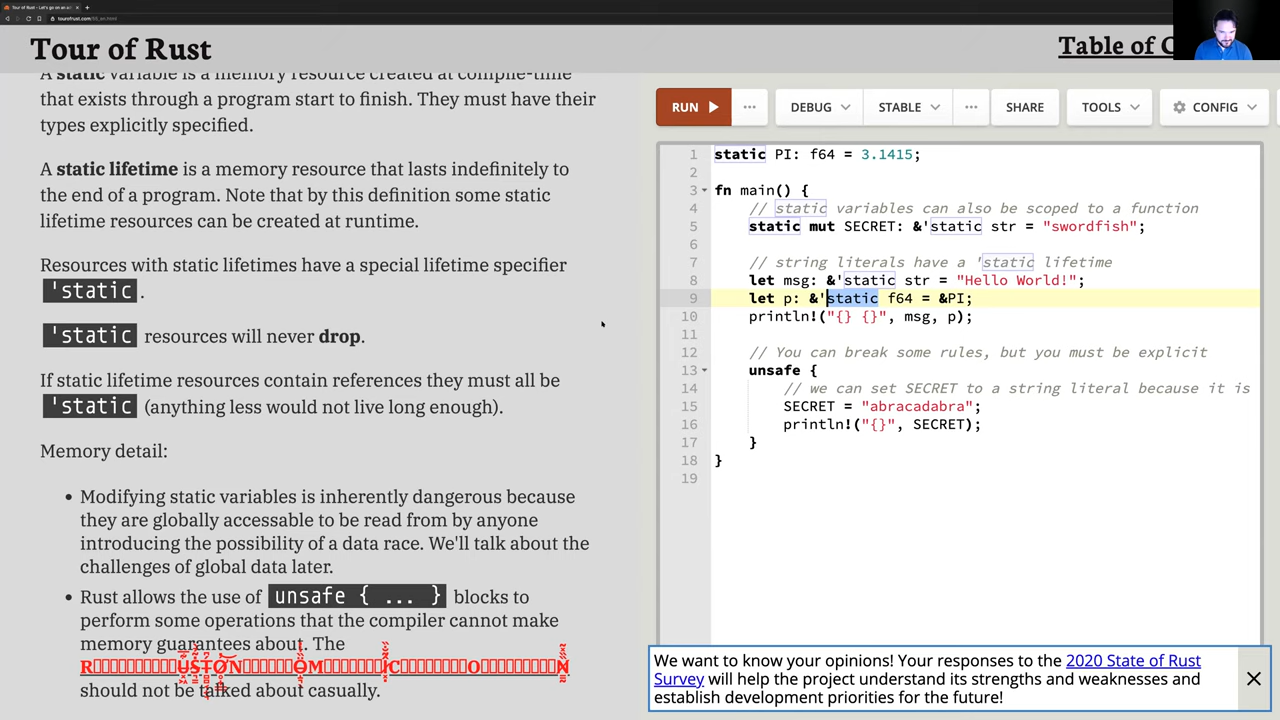 Tour of Rust - Let's go on an ad
tourofrust.com/50_en.html
Tour of Rust
Table of C
A static variable is a memory resource created at compile-time
that exists through a program start to finish. They must have their
types explicitly specified.
A static lifetime is a memory resource that lasts indefinitely to
the end of a program. Note that by this definition some static
lifetime resources can be created at runtime.
Resources with static lifetimes have a special lifetime specifier
'static .
'static resources will never drop.
If static lifetime resources contain references they must all be
'static (anything less would not live long enough).
Memory detail:
• Modifying static variables is inherently dangerous because
they are globally accessable to be read from by anyone
introducing the possibility of a data race. We'll talk about the
challenges of global data later.
• Rust allows the use of unsafe { ... } blocks to
perform some operations that the compiler cannot make
memory guarantees about. The
RUSTONOMICON
should not be talked about casually.
RUN
...
DEBUG
STABLE
...
SHARE
TOOLS
CONFIG
1 static PI: f64 = 3.1415;
2
3 fn main() {
4 // static variables can also be scoped to a function
5 static mut SECRET: &'static str = "swordfish";
6
7 // string literals have a 'static lifetime
8 let msg: &'static str = "Hello World!";
9 let p: &'static f64 = &PI;
10 println!("{} {}", msg, p);
11
12 // You can break some rules, but you must be explicit
13 unsafe {
14 // we can set SECRET to a string literal because it is
15 SECRET = "abracadabra";
16 println!("{}", SECRET);
17 }
18 }
19
We want to know your opinions! Your responses to the 2020 State of Rust
Survey will help the project understand its strengths and weaknesses and
establish development priorities for the future!